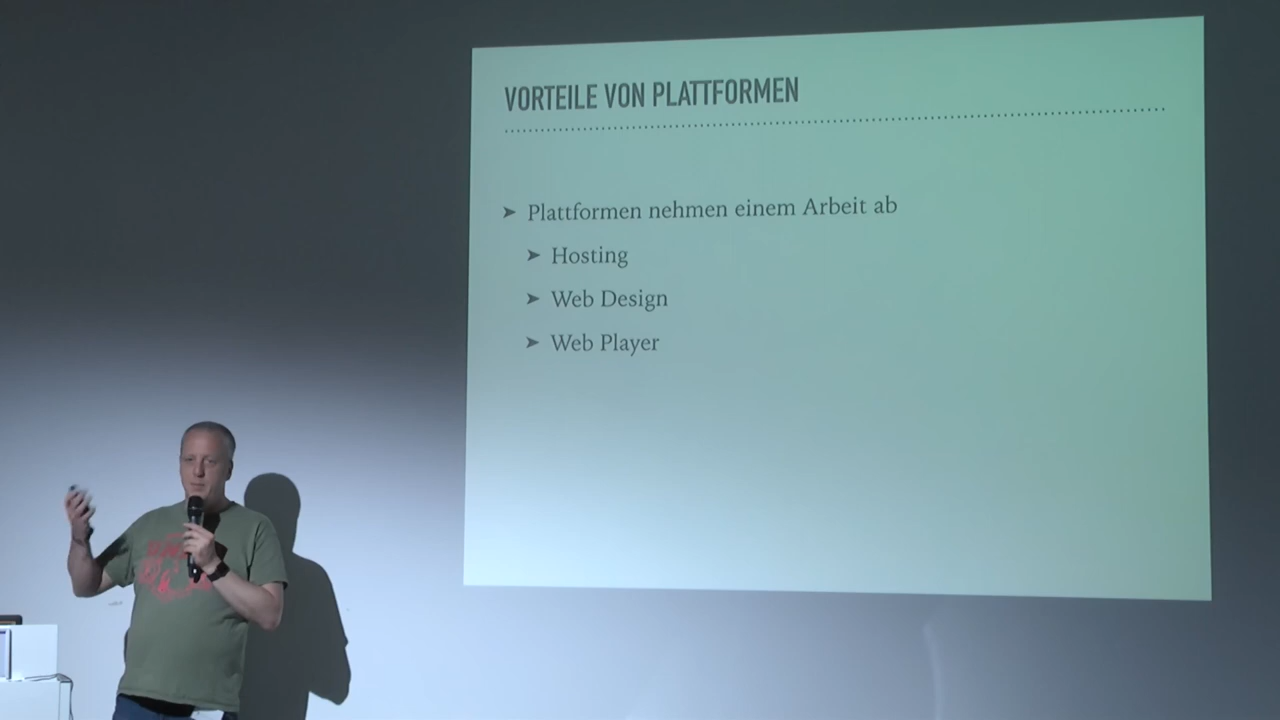 VORTEILE VON PLATTFORMEN
➤ Plattformen nehmen einem Arbeit ab
➤ Hosting
➤ Web Design
➤ Web Player